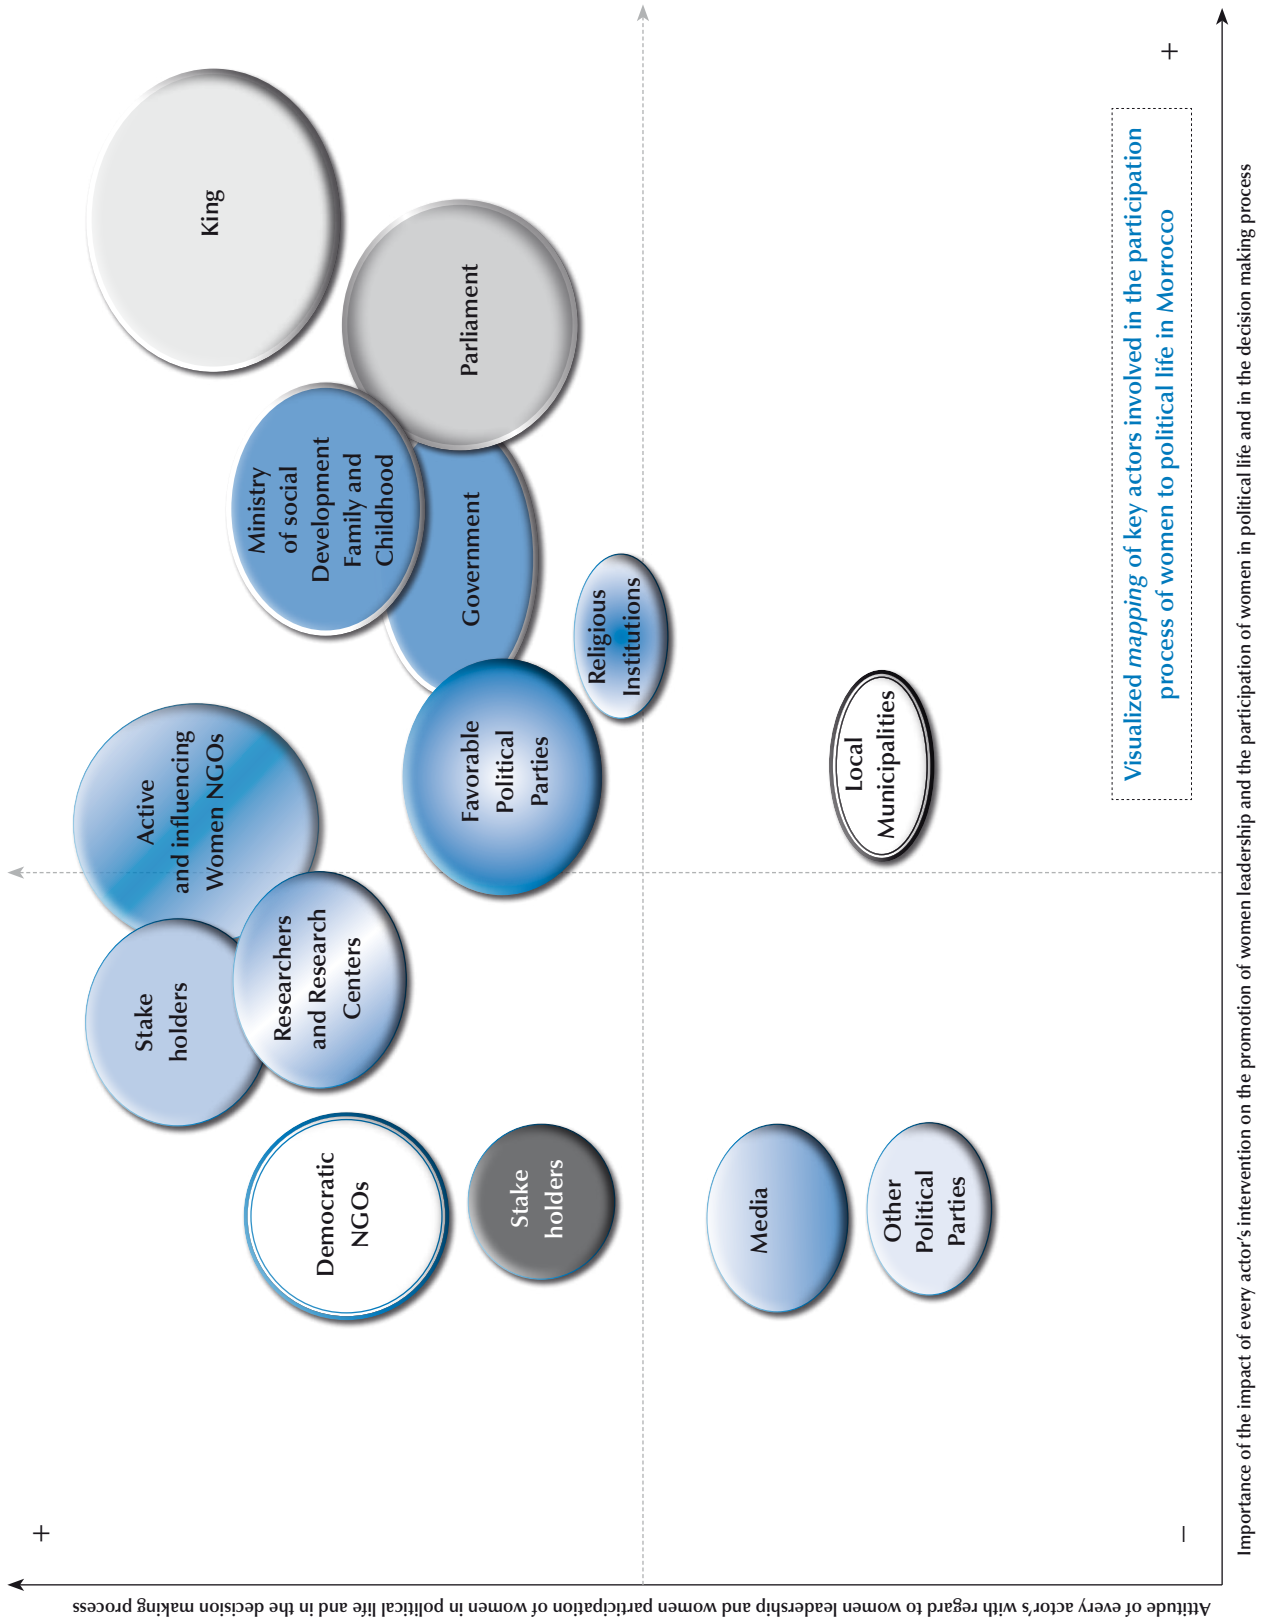 +
Attitude of every actor's with regard to women leadership and women participation of women in political life and in the decision making process
Stake
holders
Active
and influencing
Women NGOs
King
Researchers
and Research
Centers
Ministry
of social
Development
Family and
Childhood
Democratic
NGOs
Government
Parliament
Stake
holders
Favorable
Political
Parties
Religious
Institutions
Media
Local
Municipalities
Other
Political
Parties
Visualized mapping of key actors involved in the participation
process of women to political life in Morrocco
–
+
Importance of the impact of every actor's intervention on the promotion of women leadership and the participation of women in political life and in the decision making process